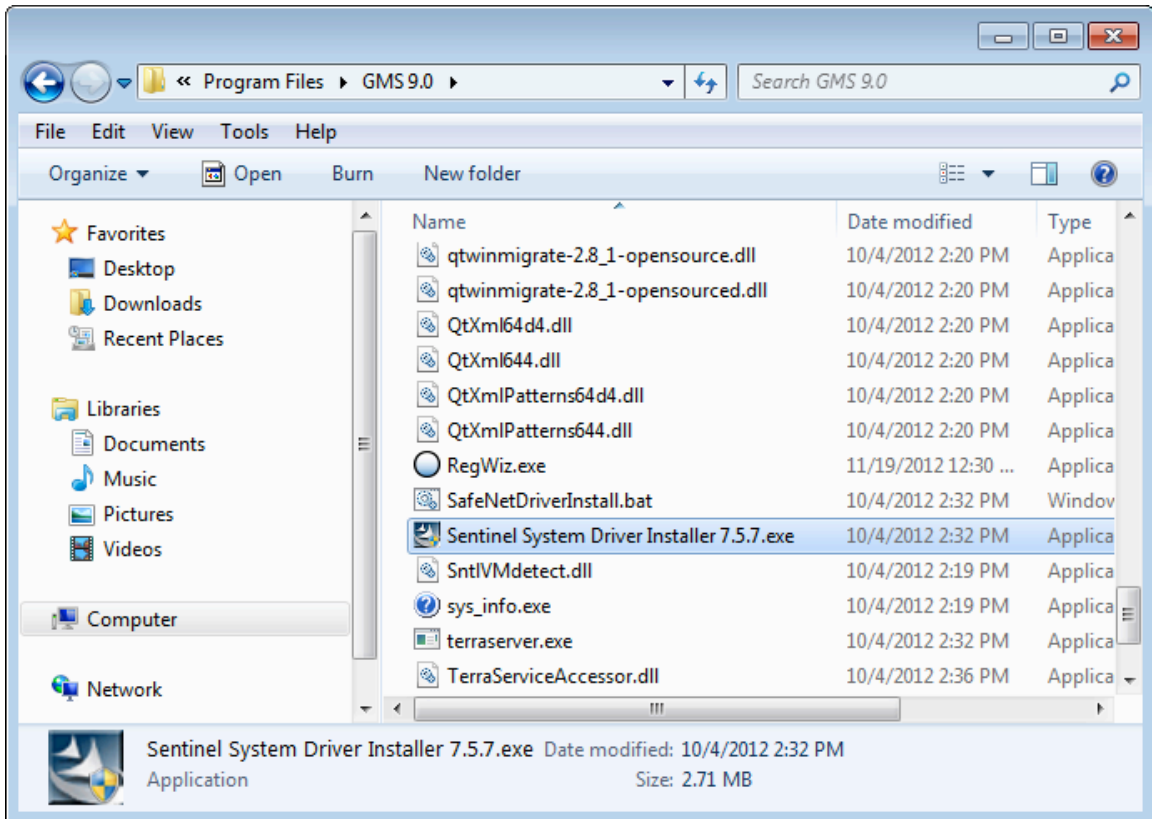 « Program Files GMS 9.0 Search GMS 9.0
File Edit View Tools Help
Organize Open Burn New folder
Favorites
Desktop
Downloads
Recent Places
Libraries
Documents
Music
Pictures
Videos
Computer
Network
Name Date modified Type
qtwinmigrate-2.8_1-opensource.dll 10/4/2012 2:20 PM Applica
qtwinmigrate-2.8_1-opensourced.dll 10/4/2012 2:20 PM Applica
QtXml64d4.dll 10/4/2012 2:20 PM Applica
QtXml644.dll 10/4/2012 2:20 PM Applica
QtXmlPatterns64d4.dll 10/4/2012 2:20 PM Applica
QtXmlPatterns644.dll 10/4/2012 2:20 PM Applica
RegWiz.exe 11/19/2012 12:30 ... Applica
SafeNetDriverInstall.bat 10/4/2012 2:32 PM Window
Sentinel System Driver Installer 7.5.7.exe 10/4/2012 2:32 PM Applica
SntlVMdetect.dll 10/4/2012 2:19 PM Applica
sys_info.exe 10/4/2012 2:19 PM Applica
terraserver.exe 10/4/2012 2:32 PM Applica
TerraServiceAccessor.dll 10/4/2012 2:36 PM Applica
Sentinel System Driver Installer 7.5.7.exe Date modified: 10/4/2012 2:32 PM
Application Size: 2.71 MB